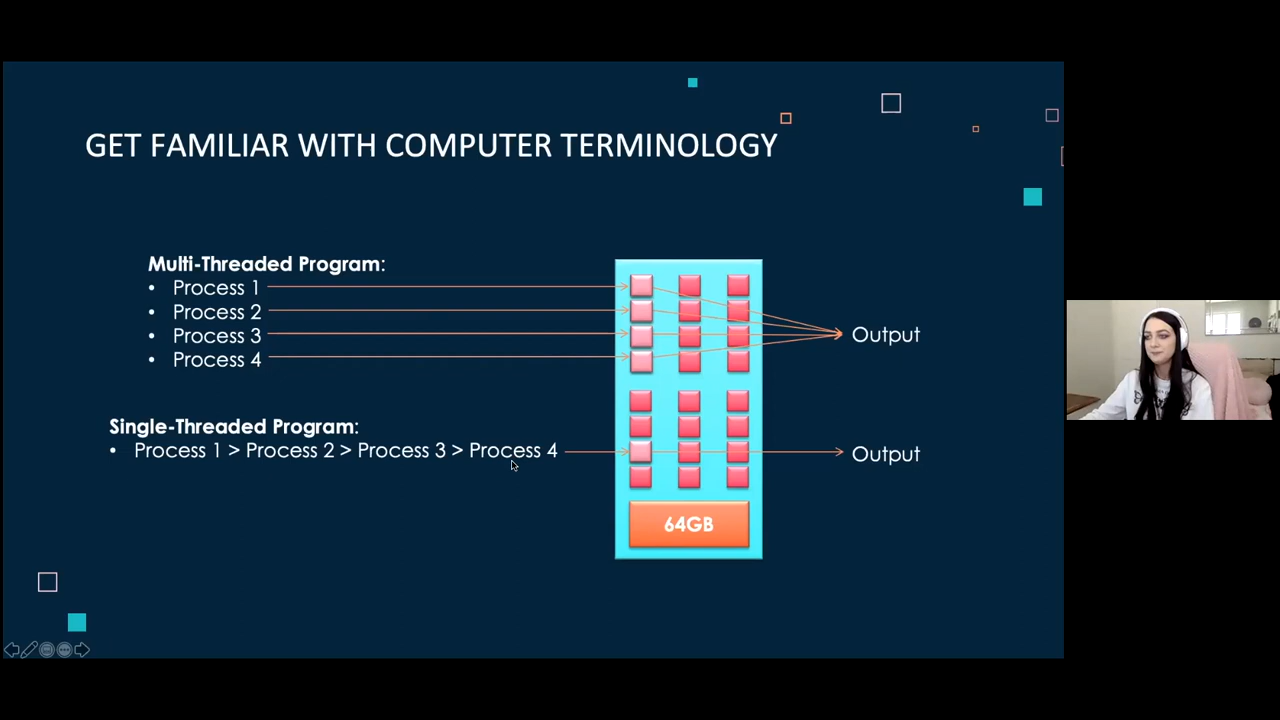 GET FAMILIAR WITH COMPUTER TERMINOLOGY
Multi-Threaded Program:
• Process 1
• Process 2
• Process 3
• Process 4
Output
Single-Threaded Program:
• Process 1 > Process 2 > Process 3 > Process 4
Output
64GB